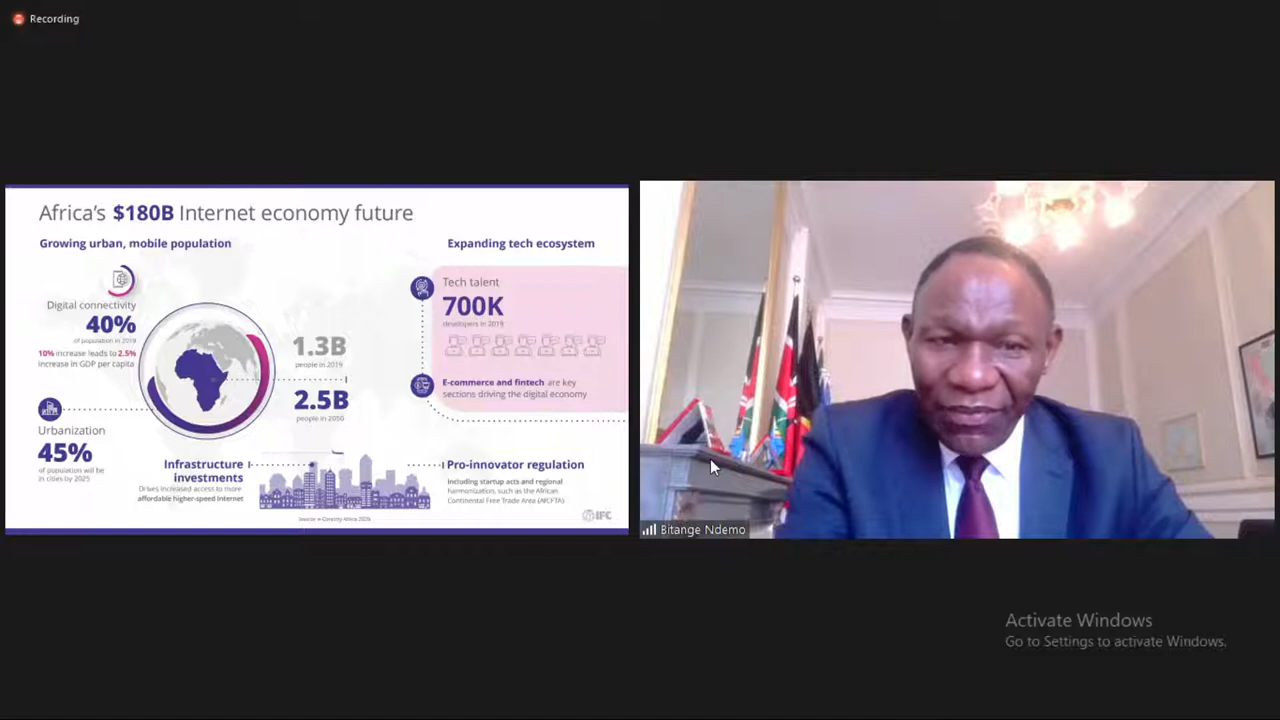 Recording
Africa's $180B Internet economy future
Growing urban, mobile population
Expanding tech ecosystem
Digital connectivity
40%
of population in 2019
10% increase leads to 2.5%
increase in GDP per capita
1.3B
people in 2019
2.5B
people in 2050
Tech talent
700K
developers in 2019
E-commerce and fintech are key
sections driving the digital economy
Urbanization
45%
of population will be
in cities by 2025
Infrastructure
investments
Drives increased access to more
affordable higher-speed Internet
Pro-innovator regulation
Including startup acts and regional
harmonization, such as the African
Continental Free Trade Area (AfCFTA)
IFC
Bitange Ndemo
Activate Windows
Go to Settings to activate Windows.